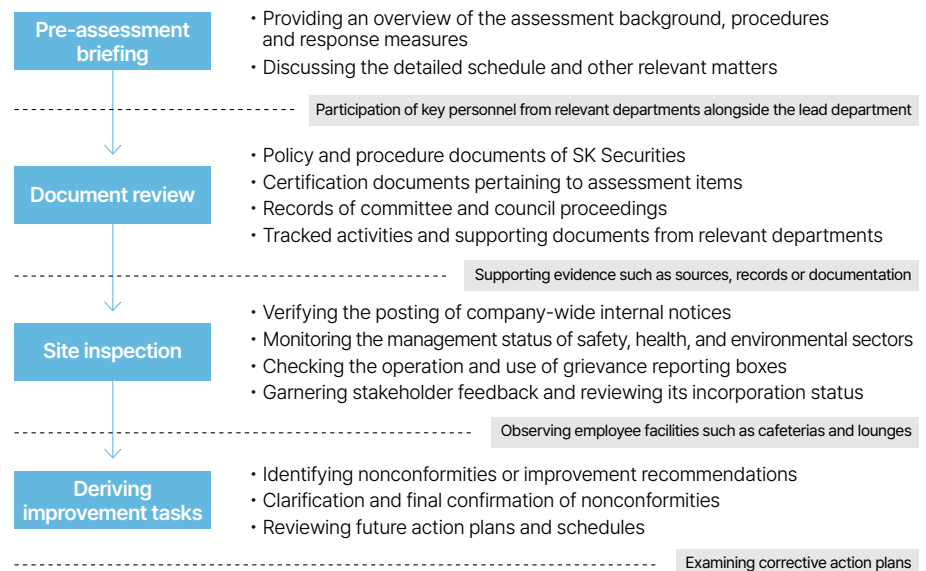 Pre-assessment
briefing
• Providing an overview of the assessment background, procedures
and response measures
• Discussing the detailed schedule and other relevant matters
Participation of key personnel from relevant departments alongside the lead department
Document review
• Policy and procedure documents of SK Securities
• Certification documents pertaining to assessment items
• Records of committee and council proceedings
• Tracked activities and supporting documents from relevant departments
Supporting evidence such as sources, records or documentation
Site inspection
• Verifying the posting of company-wide internal notices
• Monitoring the management status of safety, health, and environmental sectors
• Checking the operation and use of grievance reporting boxes
• Garnering stakeholder feedback and reviewing its incorporation status
Observing employee facilities such as cafeterias and lounges
Deriving
improvement tasks
• Identifying nonconformities or improvement recommendations
• Clarification and final confirmation of nonconformities
• Reviewing future action plans and schedules
Examining corrective action plans